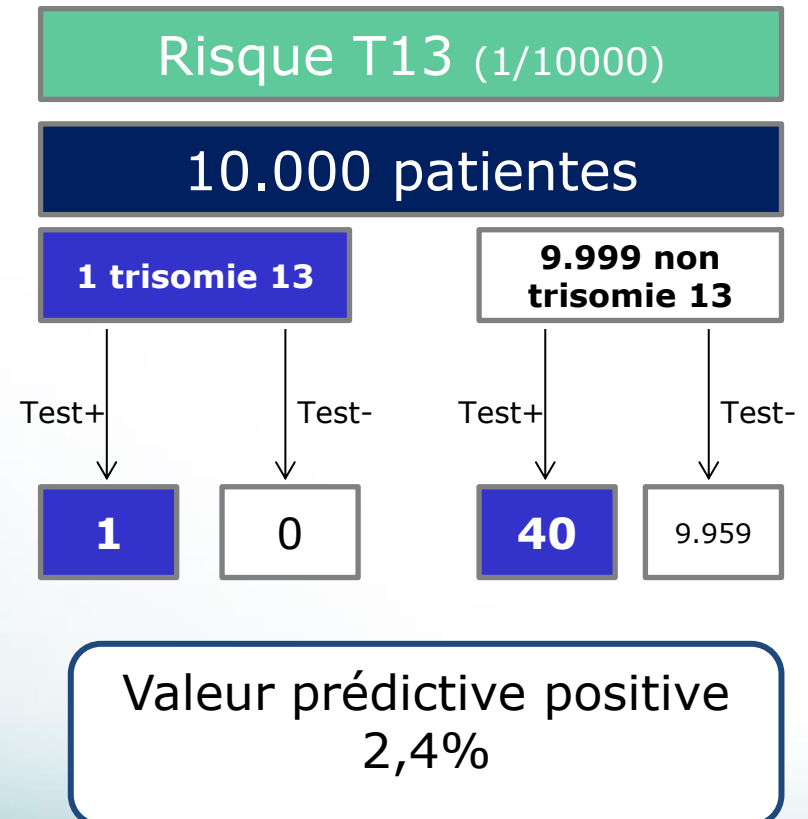 Risque T13 (1/10000)
10.000 patientes
1 trisomie 13
9.999 non
trisomie 13
Test+
Test-
Test+
Test-
1
0
40
9.959
Valeur prédictive positive
2,4%